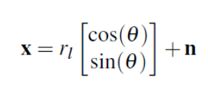 x = r_l [cos(θ) sin(θ)] + n